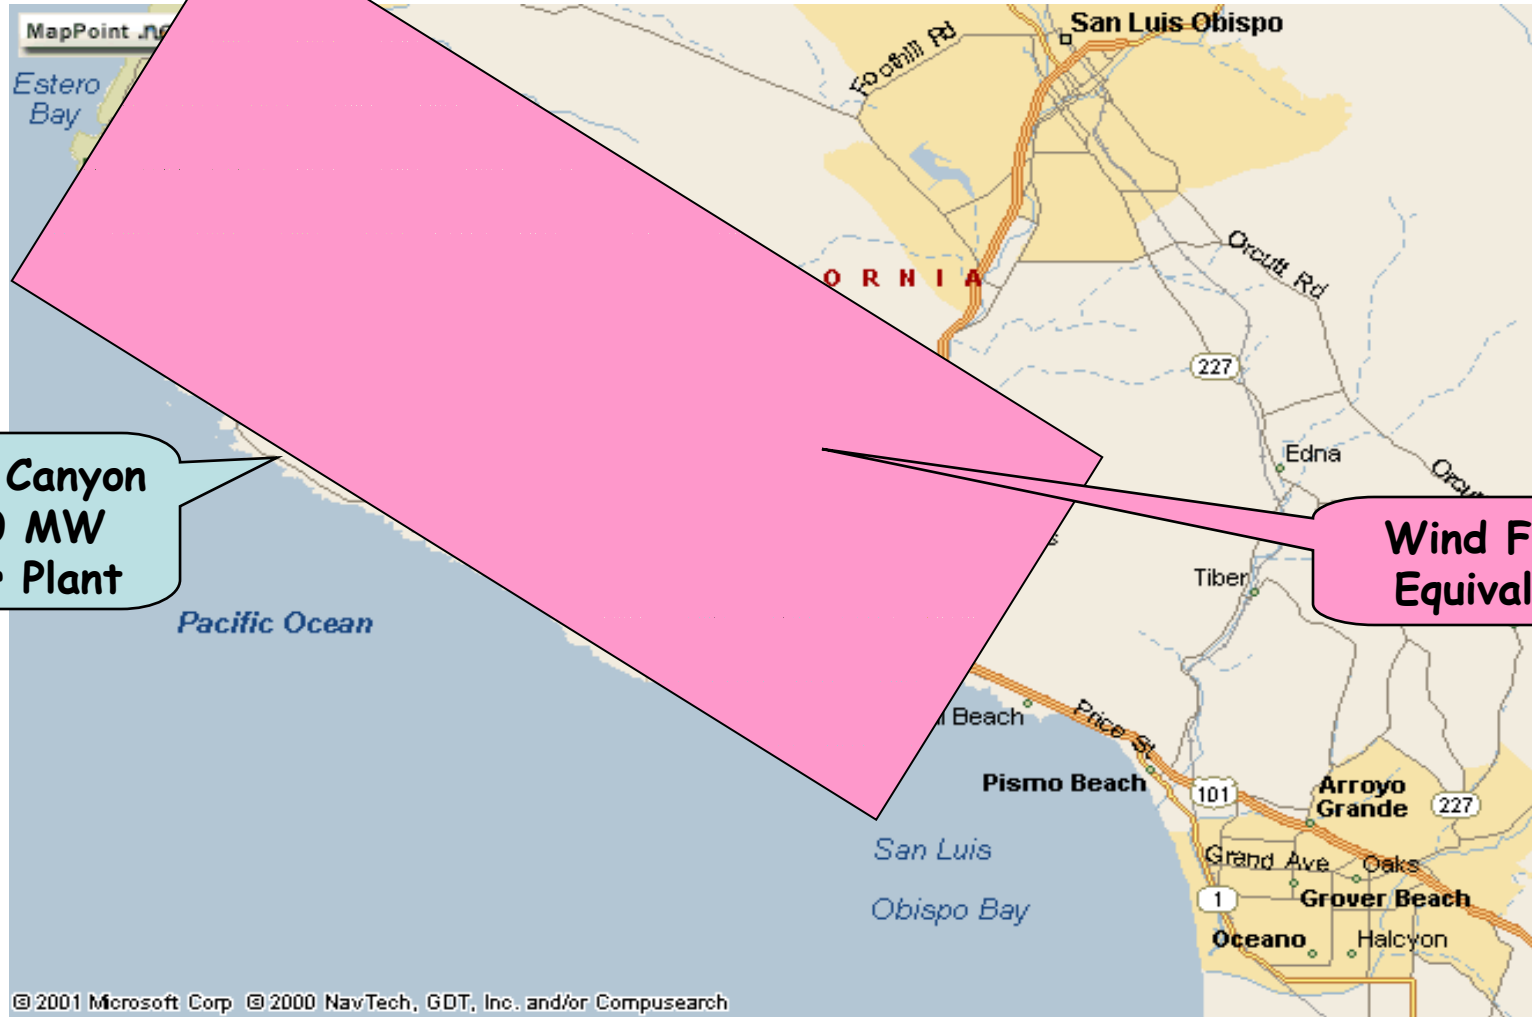 MapPoint .ne
San Luis Obispo
Foothill Rd
Estero
Bay
Orcutt Rd
O R N I A
227
Edna
Canyon
MW
Plant
Wind F
Equival
Tiber
Pacific Ocean
Beach
Price St
Pismo Beach
101
Arroyo
Grande
227
San Luis
Grand Ave
Oaks
1
Grover Beach
Obispo Bay
Oceano
Halcyon
© 2001 Microsoft Corp © 2000 NavTech, GDT, Inc. and/or Compusearch